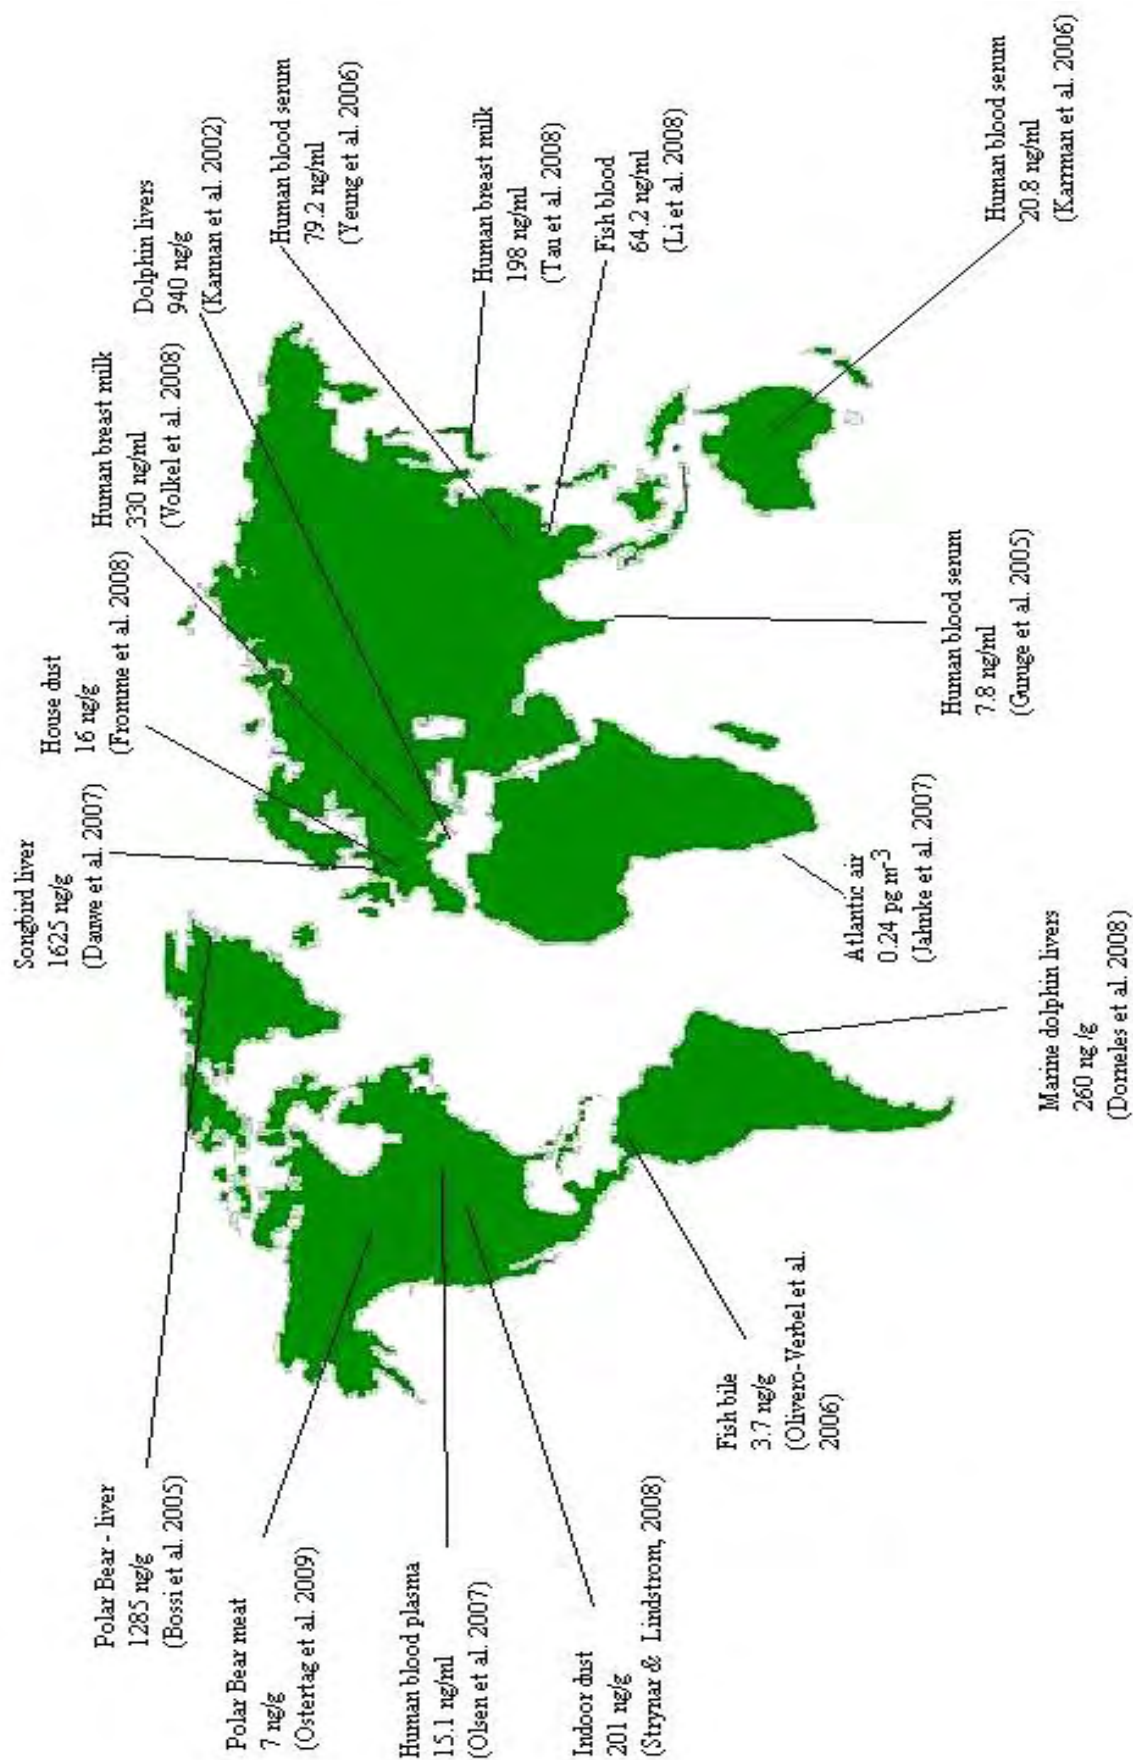 Polar Bear - liver
1285 ng/g
(Bossi et al. 2005)
Songbird liver
1625 ng/g
(Dauwe et al. 2007)
House dust
16 ng/g
(Fromme et al. 2008)
Human breast milk
330 ng/ml
(Volkel et al. 2008)
Dolphin livers
940 ng/g
(Kannan et al. 2002)
Human blood serum
79.2 ng/ml
(Yeung et al. 2006)
Polar Bear meat
7 ng/g
(Ostertag et al. 2009)
Human blood plasma
15.1 ng/ml
(Olsen et al. 2007)
Indoor dust
201 ng/g
(Strynar & Lindstrom, 2008)
Human breast milk
198 ng/ml
(Tau et al. 2008)
Fish blood
64.2 ng/ml
(Li et al. 2008)
Fish bile
3.7 ng/g
(Olivero-Verbel et al.
2006)
Atlantic air
0.24 pg m⁻³
(Jahnke et al. 2007)
Human blood serum
7.8 ng/ml
(Guruge et al. 2005)
Human blood serum
20.8 ng/ml
(Karrman et al. 2006)
Marine dolphin livers
260 ng /g
(Dorneles et al. 2008)